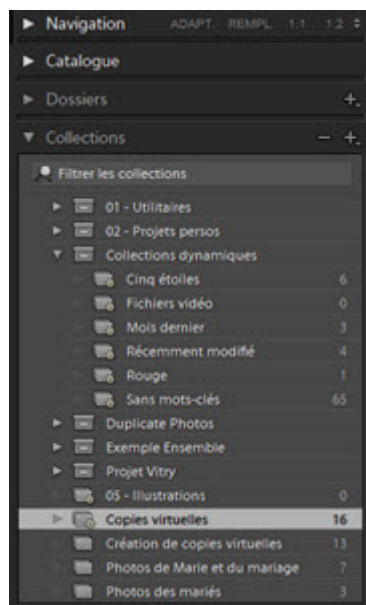 Navigation ADAPT. REMPL. 1:1 1:2
Catalogue
Dossiers
Collections
Filtrer les collections
01 - Utilitaires
02 - Projets persos
Collections dynamiques
Cinq étoiles 6
Fichiers vidéo 0
Mois dernier 3
Récemment modifié 4
Rouge 1
Sans mots-clés 65
Duplicate Photos
Exemple Ensemble
Projet Vitry
05 - Illustrations 0
Copies virtuelles 16
Création de copies virtuelles 13
Photos de Marie et du mariage 7
Photos des mariés 3